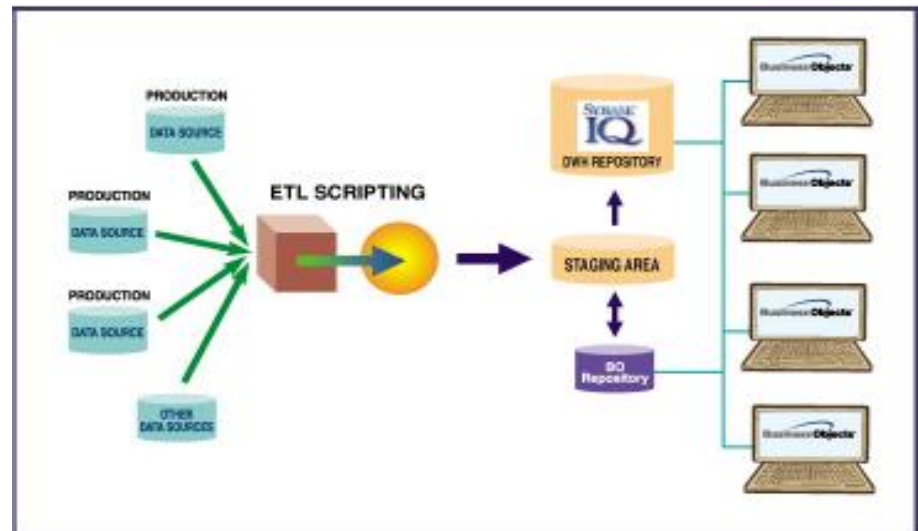 PRODUCTION
DATA SOURCE
PRODUCTION
DATA SOURCE
PRODUCTION
DATA SOURCE
OTHER
DATA SOURCES
ETL SCRIPTING
SYBASE
IQ
DWH REPOSITORY
STAGING AREA
BO
Repository
BusinessObjects
BusinessObjects
BusinessObjects
BusinessObjects